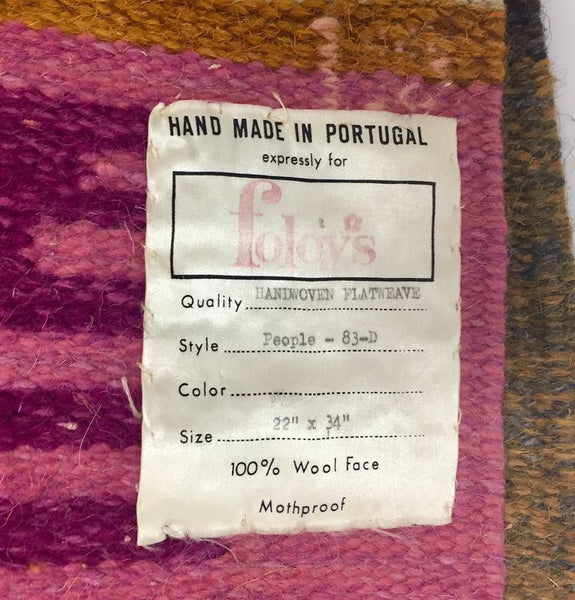 HAND MADE IN PORTUGAL
expressly for
foley's
Quality HANDWOVEN FLATWEAVE
Style People - 83-D
Color
Size 22" x 34"
100% Wool Face
Mothproof